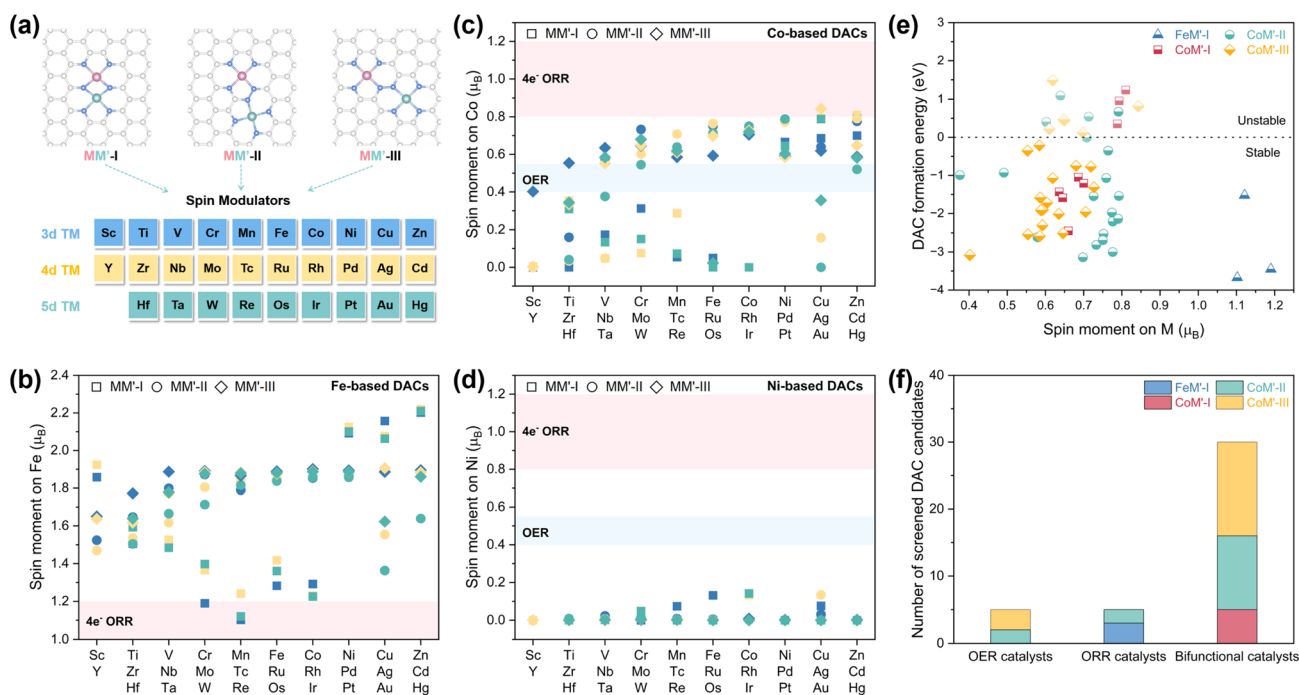 (a)
MM'-I
MM'-II
MM'-III
Spin Modulators
3d TM
Sc Ti V Cr Mn Fe Co Ni Cu Zn
4d TM
Y Zr Nb Mo Tc Ru Rh Pd Ag Cd
5d TM
Hf Ta W Re Os Ir Pt Au Hg
(b)
Spin moment on Fe (μB)
2.4
2.2
2.0
1.8
1.6
1.4
1.2
1.0
MM'-I MM'-II MM'-III
Fe-based DACs
4e- ORR
Sc Ti V Cr Mn Fe Co Ni Cu Zn
Y Zr Nb Mo Tc Ru Rh Pd Ag Cd
Hf Ta W Re Os Ir Pt Au Hg
(c)
Spin moment on Co (μB)
1.2
1.0
0.8
0.6
0.4
0.2
0.0
MM'-I MM'-II MM'-III
Co-based DACs
4e- ORR
OER
Sc Ti V Cr Mn Fe Co Ni Cu Zn
Y Zr Nb Mo Tc Ru Rh Pd Ag Cd
Hf Ta W Re Os Ir Pt Au Hg
(d)
Spin moment on Ni (μB)
1.2
1.0
0.8
0.6
0.4
0.2
0.0
MM'-I MM'-II MM'-III
Ni-based DACs
4e- ORR
OER
Sc Ti V Cr Mn Fe Co Ni Cu Zn
Y Zr Nb Mo Tc Ru Rh Pd Ag Cd
Hf Ta W Re Os Ir Pt Au Hg
(e)
DAC formation energy (eV)
3
2
1
0
−1
−2
−3
−4
FeM'-I CoM'-II
CoM'-I CoM'-III
Unstable
Stable
0.4 0.5 0.6 0.7 0.8 0.9 1.0 1.1 1.2
Spin moment on M (μB)
(f)
Number of screened DAC candidates
40
30
20
10
0
FeM'-I CoM'-II
CoM'-I CoM'-III
OER catalysts ORR catalysts Bifunctional catalysts